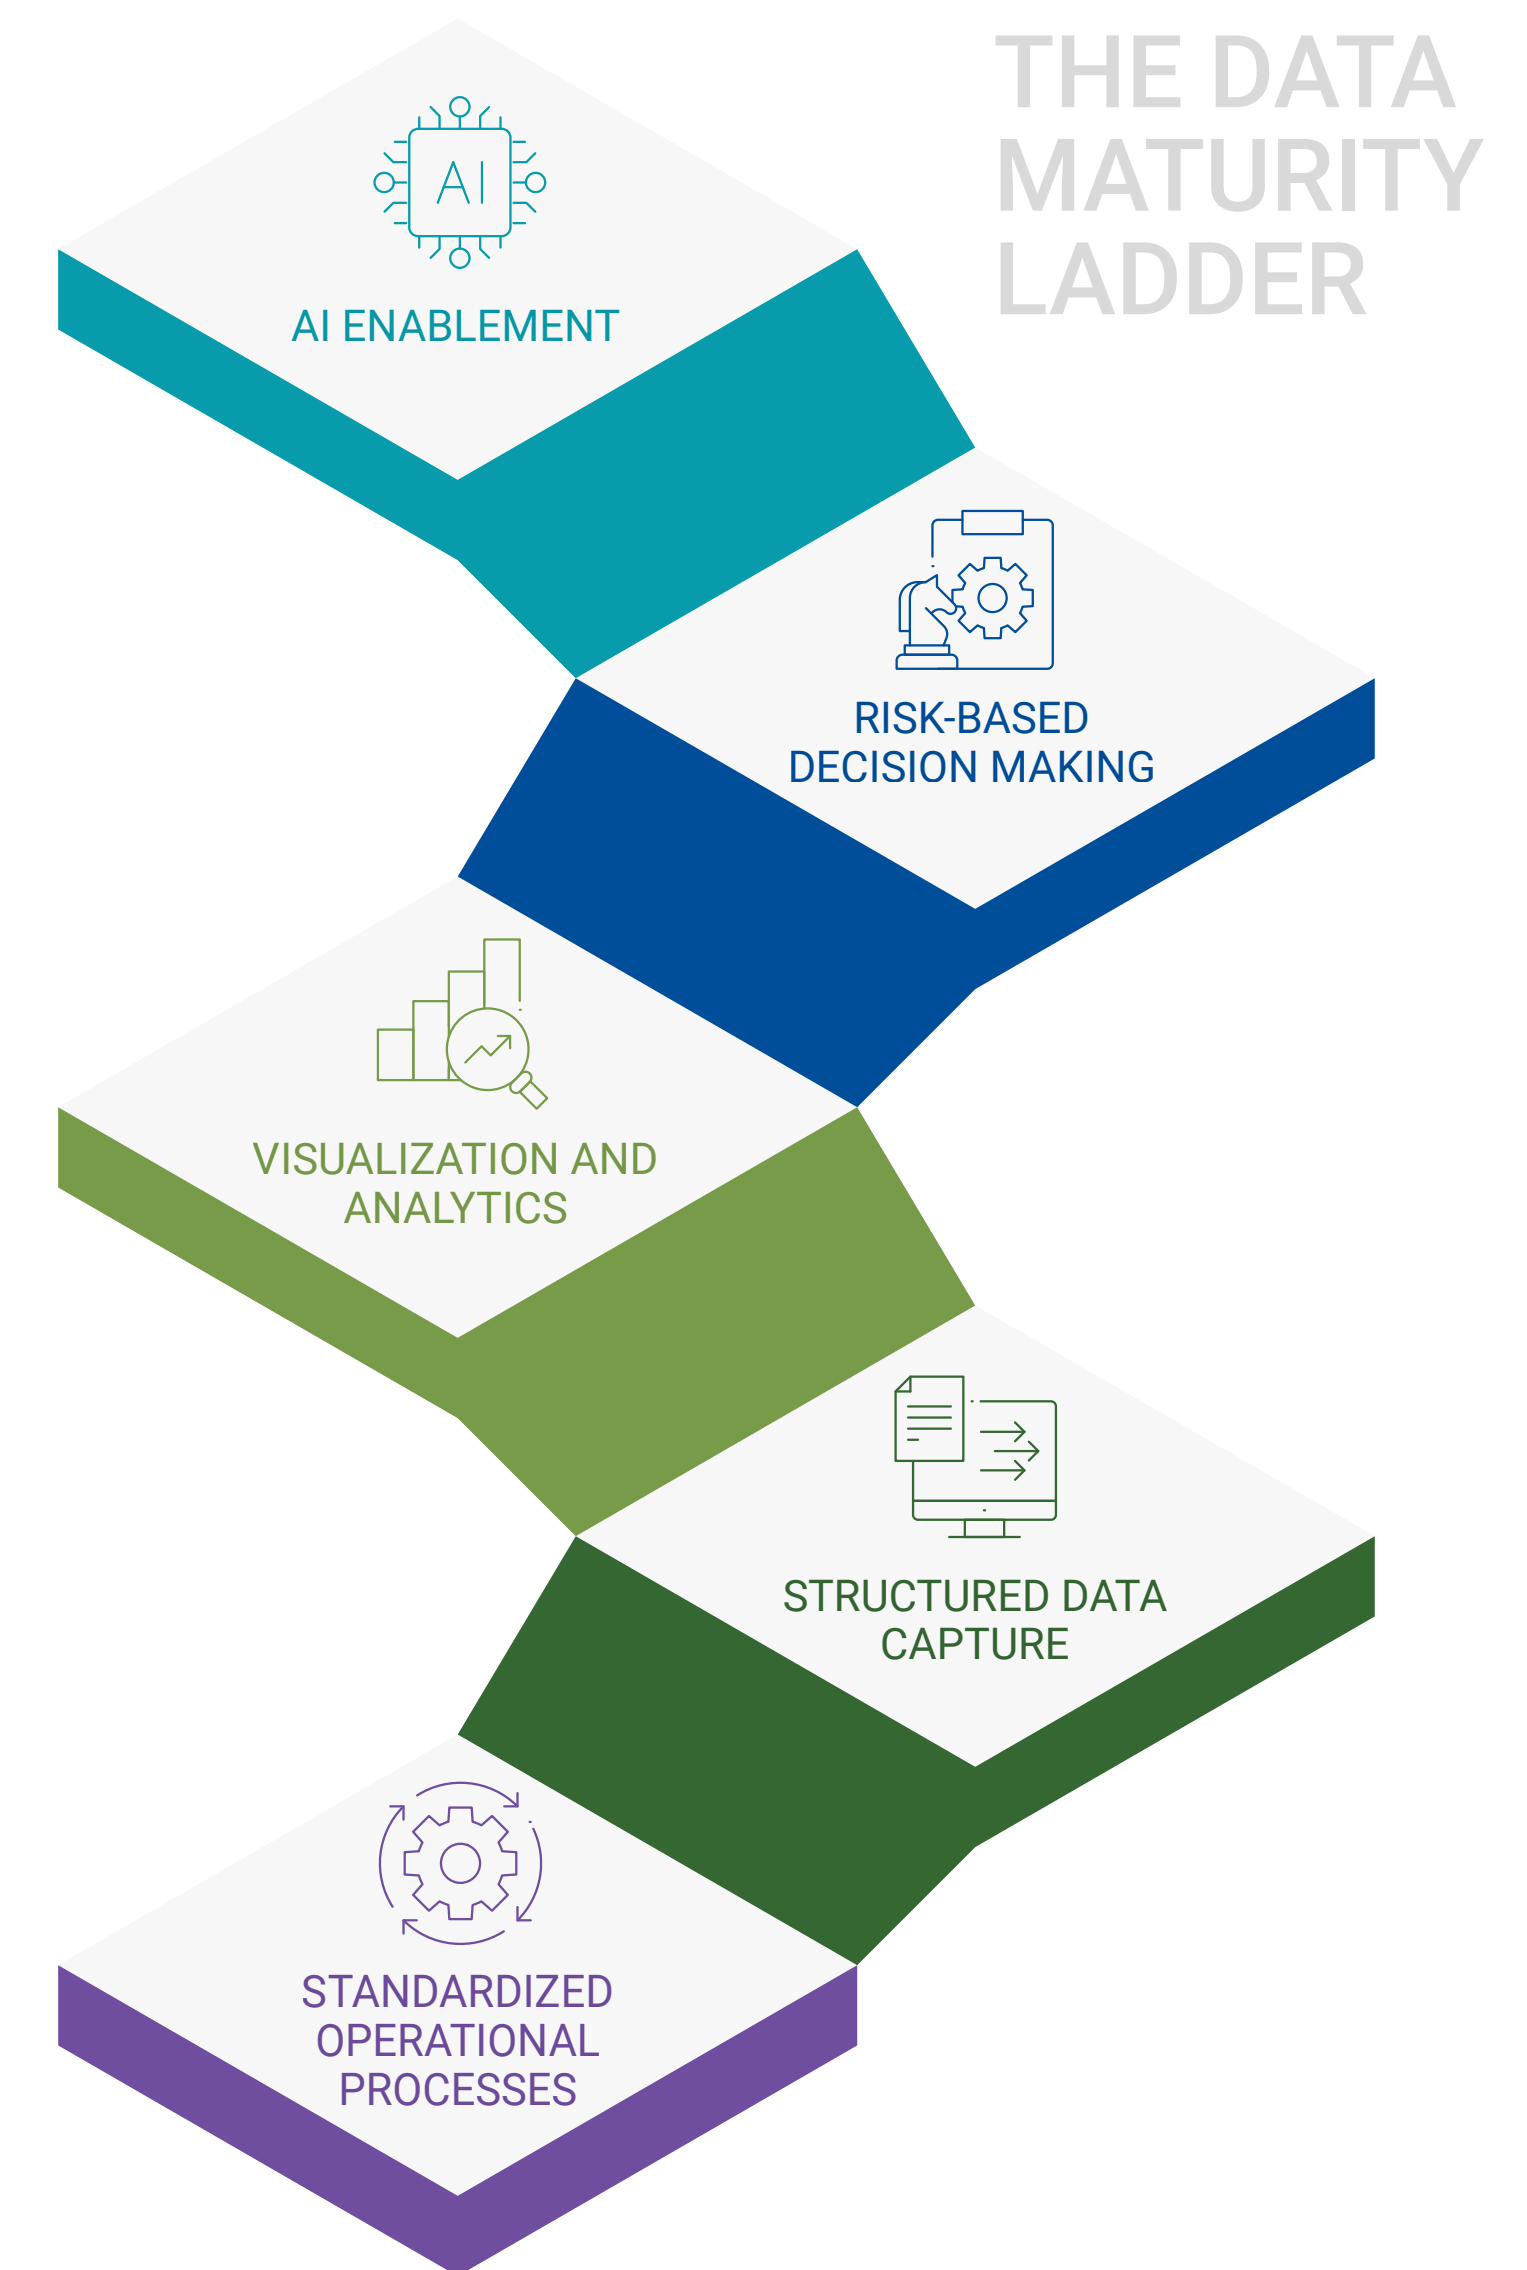 THE DATA
MATURITY
LADDER
AI
AI ENABLEMENT
RISK-BASED
DECISION MAKING
VISUALIZATION AND
ANALYTICS
STRUCTURED DATA
CAPTURE
STANDARDIZED
OPERATIONAL
PROCESSES